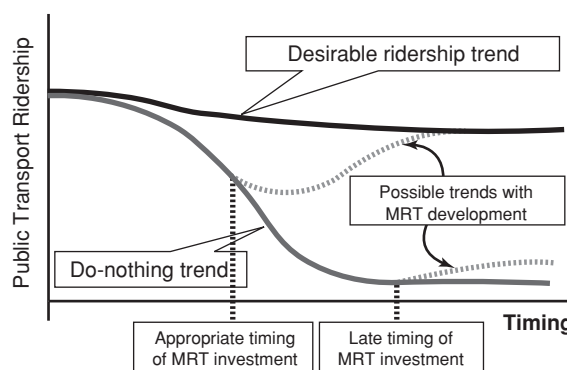 Desirable ridership trend
Public Transport Ridership
Possible trends with
MRT development
Do-nothing trend
Timing
Appropriate timing
of MRT investment
Late timing of
MRT investment